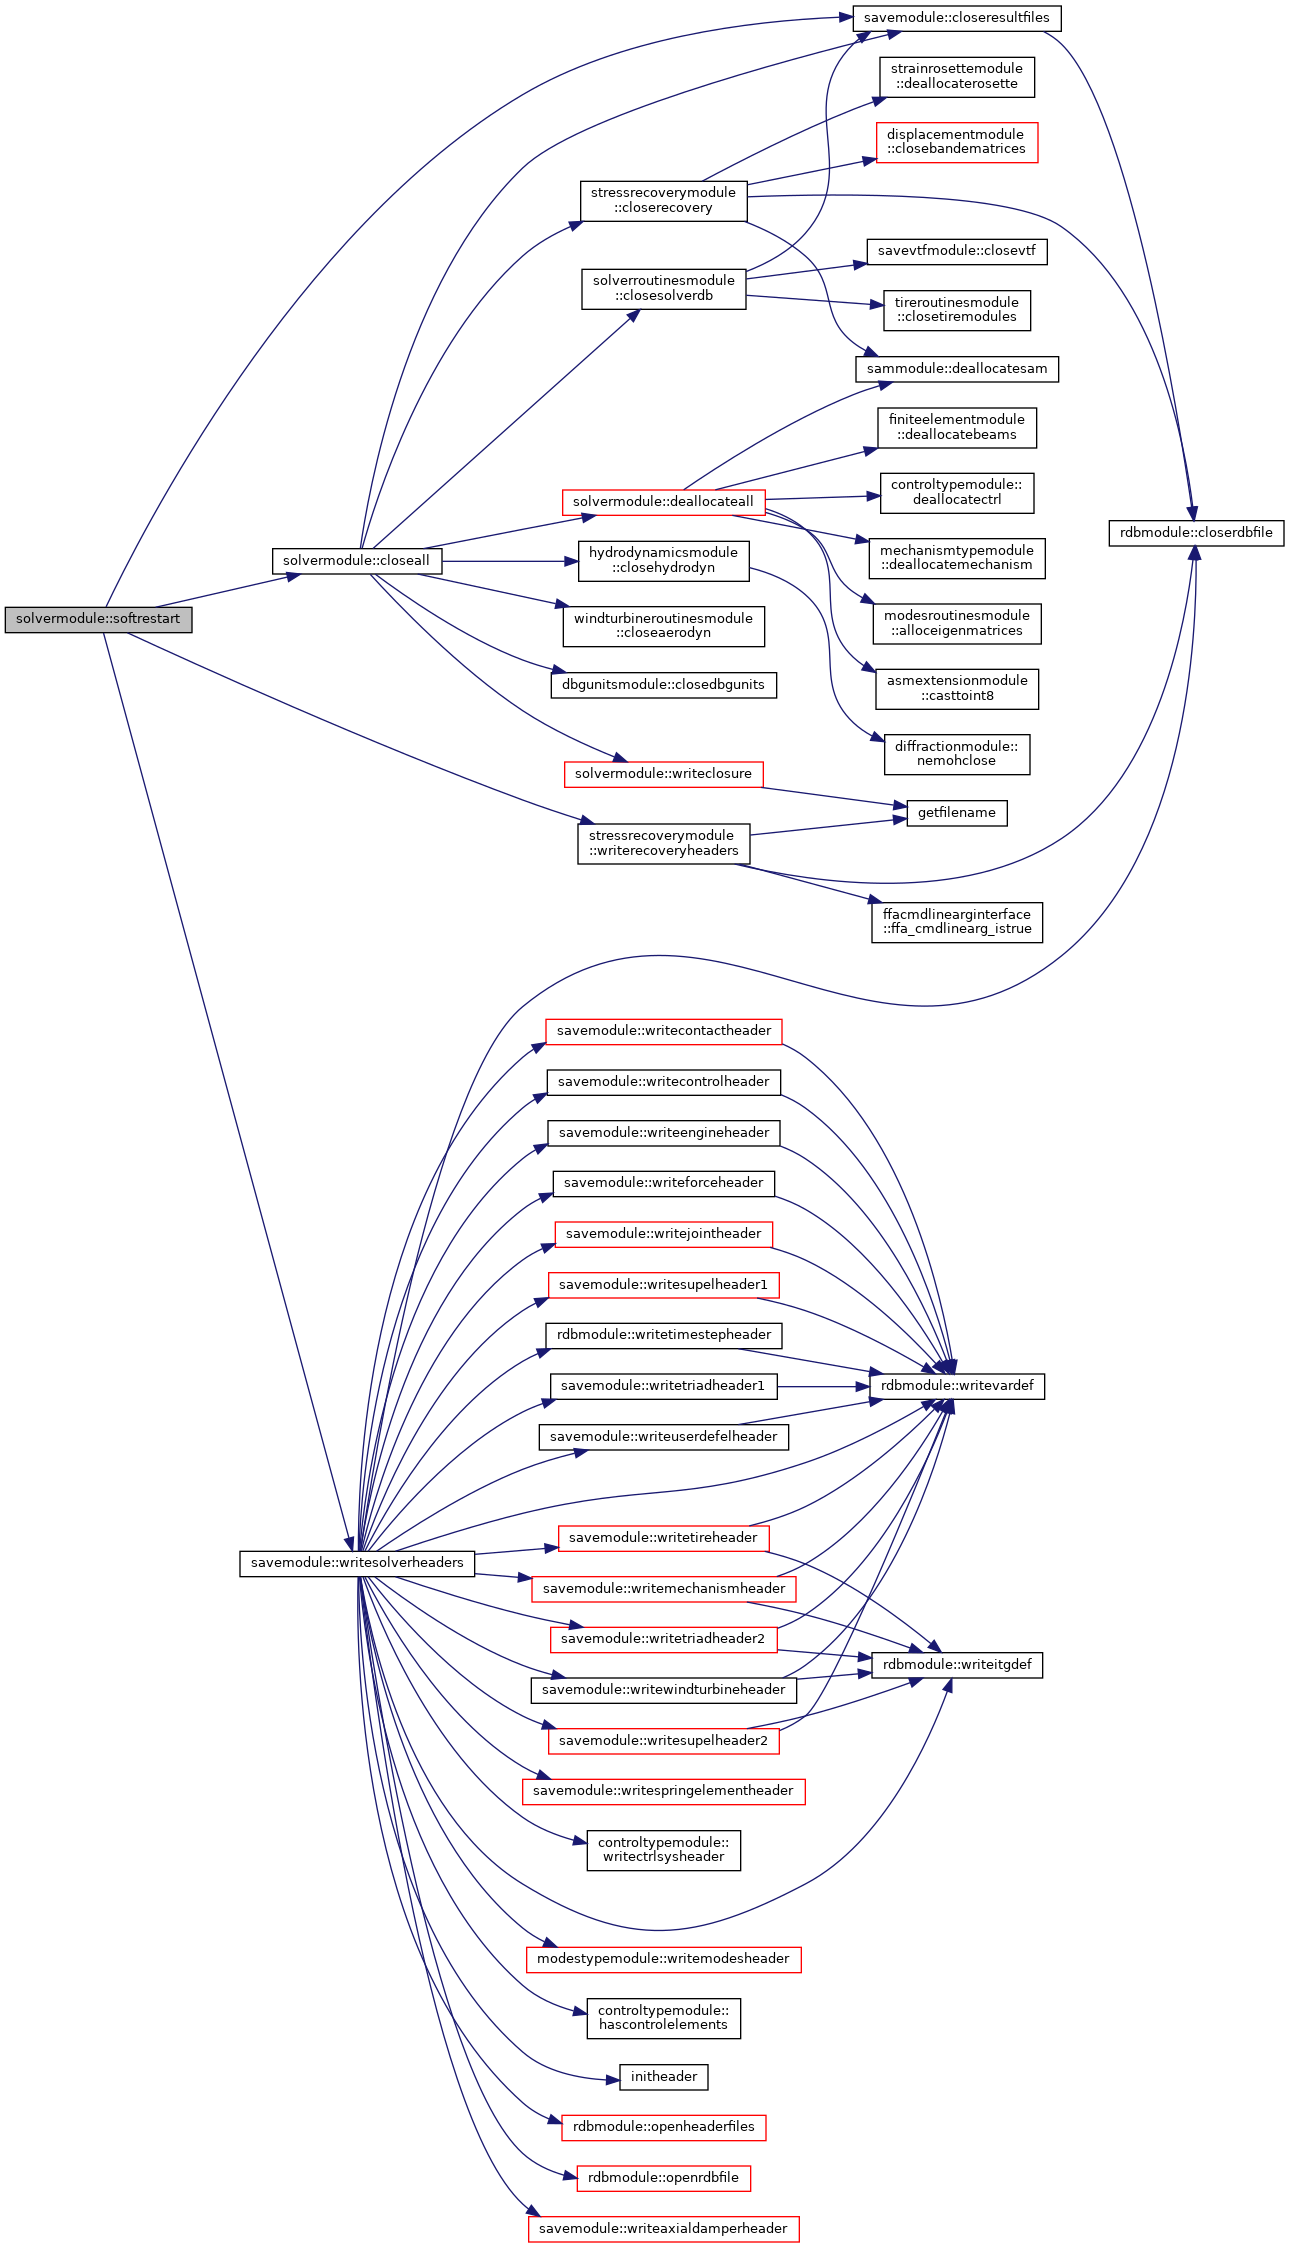 savemodule::closeresultfiles
strainrosettemodule
::deallocaterosette
displacementmodule
::closebandematrices
stressrecoverymodule
::closerecovery
savevtfmodule::closevtf
solverroutinesmodule
::closesolverdb
tireroutinesmodule
::closetiremodules
sammodule::deallocatesam
finiteelementmodule
::deallocatebeams
controltypemodule::
deallocatectrl
solvermodule::deallocateall
rdbmodule::closerdbfile
mechanismtypemodule
::deallocatemechanism
hydrodynamicsmodule
::closehydrodyn
solvermodule::closeall
modesroutinesmodule
::alloceigenmatrices
windturbineroutinesmodule
::closeaerodyn
solvermodule::softrestart
asmextensionmodule
::casttoint8
dbgunitsmodule::closedbgunits
diffractionmodule::
nemohclose
solvermodule::writeclosure
getfilename
stressrecoverymodule
::writerecoveryheaders
ffacmdlinearginterface
::ffa_cmdlinearg_istrue
savemodule::writecontactheader
savemodule::writecontrolheader
savemodule::writeengineheader
savemodule::writeforceheader
savemodule::writejointheader
savemodule::writesupelheader1
rdbmodule::writetimestepheader
savemodule::writetriadheader1
rdbmodule::writevardef
savemodule::writeuserdefelheader
savemodule::writetireheader
savemodule::writesolverheaders
savemodule::writemechanismheader
savemodule::writetriadheader2
rdbmodule::writeitgdef
savemodule::writewindturbineheader
savemodule::writesupelheader2
savemodule::writespringelementheader
controltypemodule::
writectrlsysheader
modestypemodule::writemodesheader
controltypemodule::
hascontrolelements
initheader
rdbmodule::openheaderfiles
rdbmodule::openrdbfile
savemodule::writeaxialdamperheader